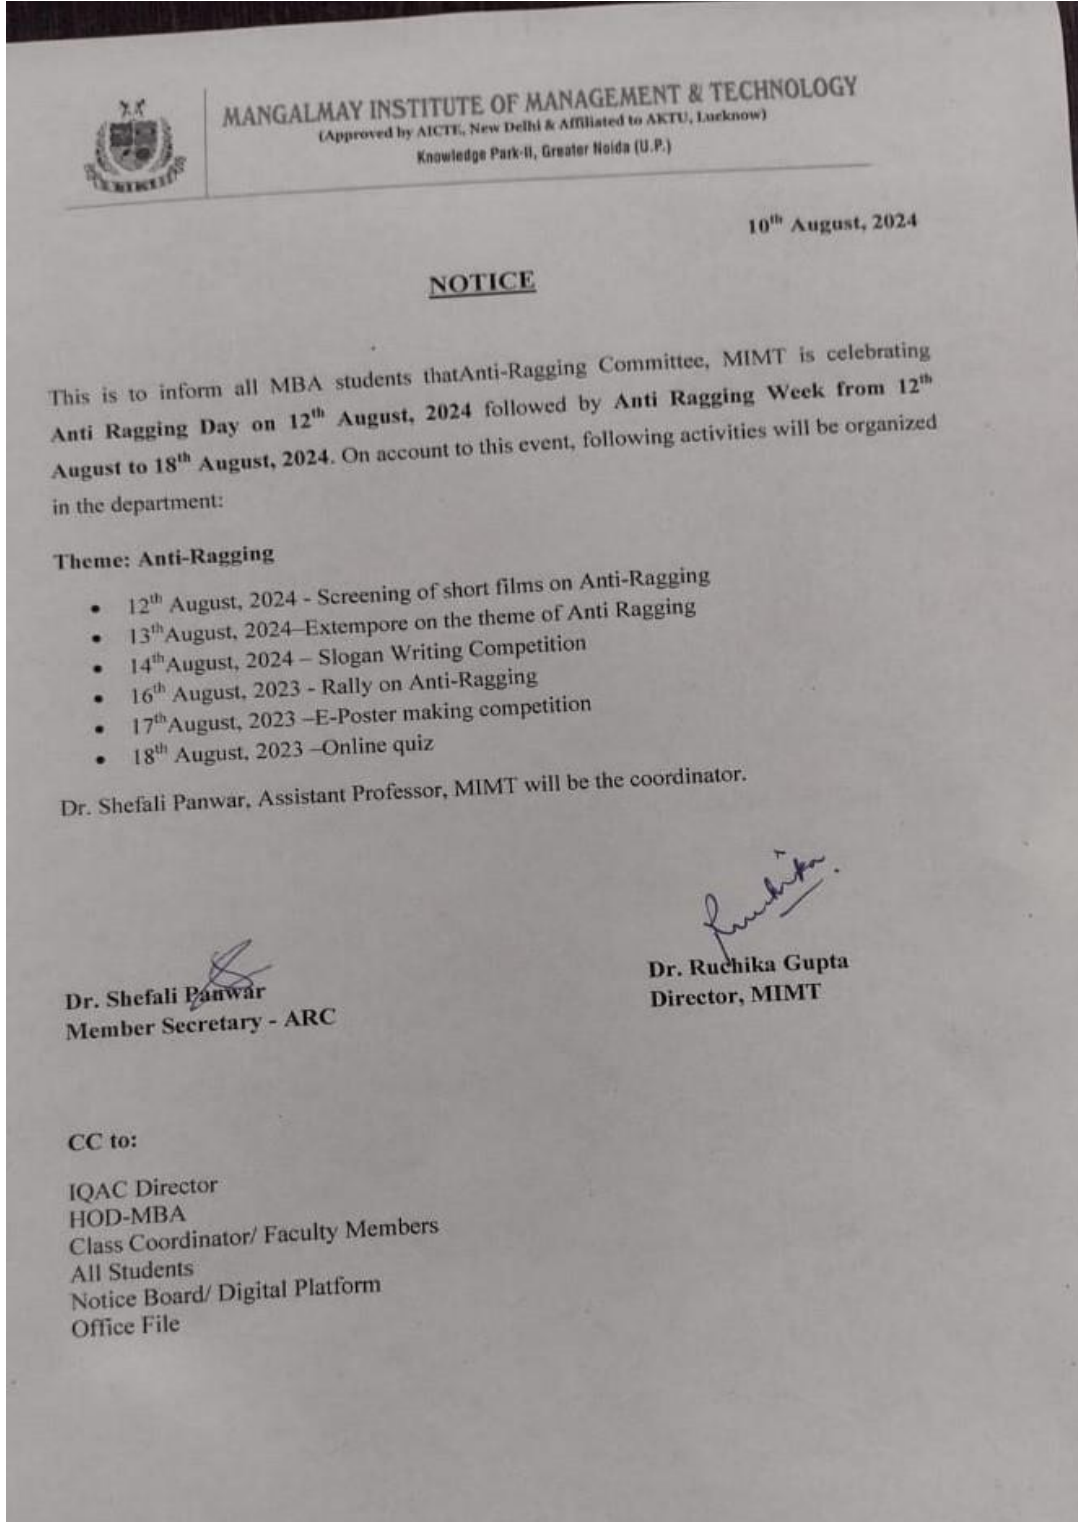 MANGALMAY INSTITUTE OF MANAGEMENT & TECHNOLOGY
(Approved by AICTE, New Delhi & Affiliated to AKTU, Lucknow)
Knowledge Park-II, Greater Noida (U.P.)
10th August, 2024
NOTICE
This is to inform all MBA students thatAnti-Ragging Committee, MIMT is celebrating
Anti Ragging Day on 12th August, 2024 followed by Anti Ragging Week from 12th
August to 18th August, 2024. On account to this event, following activities will be organized
in the department:
Theme: Anti-Ragging
• 12th August, 2024 - Screening of short films on Anti-Ragging
• 13thAugust, 2024–Extempore on the theme of Anti Ragging
• 14thAugust, 2024 – Slogan Writing Competition
• 16th August, 2023 - Rally on Anti-Ragging
• 17thAugust, 2023 –E-Poster making competition
• 18th August, 2023 –Online quiz
Dr. Shefali Panwar, Assistant Professor, MIMT will be the coordinator.
Ruchika
Dr. Shefali Panwar
Member Secretary - ARC
Dr. Ruchika Gupta
Director, MIMT
CC to:
IQAC Director
HOD-MBA
Class Coordinator/ Faculty Members
All Students
Notice Board/ Digital Platform
Office File